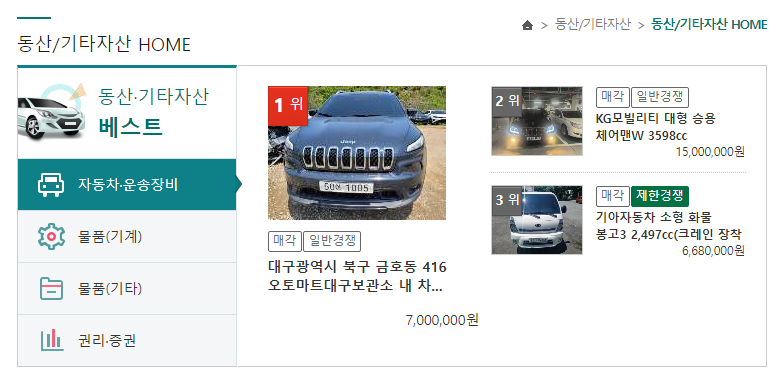 동산/기타자산 > 동산/기타자산 HOME
동산/기타자산 HOME
동산·기타자산
베스트
자동차·운송장비
물품(기계)
물품(기타)
권리·증권
1 위
Jeep
매각 일반경쟁
대구광역시 북구 금호동 416
오토마트대구보관소 내 차...
7,000,000원
2 위
매각 일반경쟁
KG모빌리티 대형 승용
체어맨W 3598cc
15,000,000원
3 위
매각 제한경쟁
기아자동차 소형 화물
봉고3 2,497cc(크레인 장착
6,680,000원